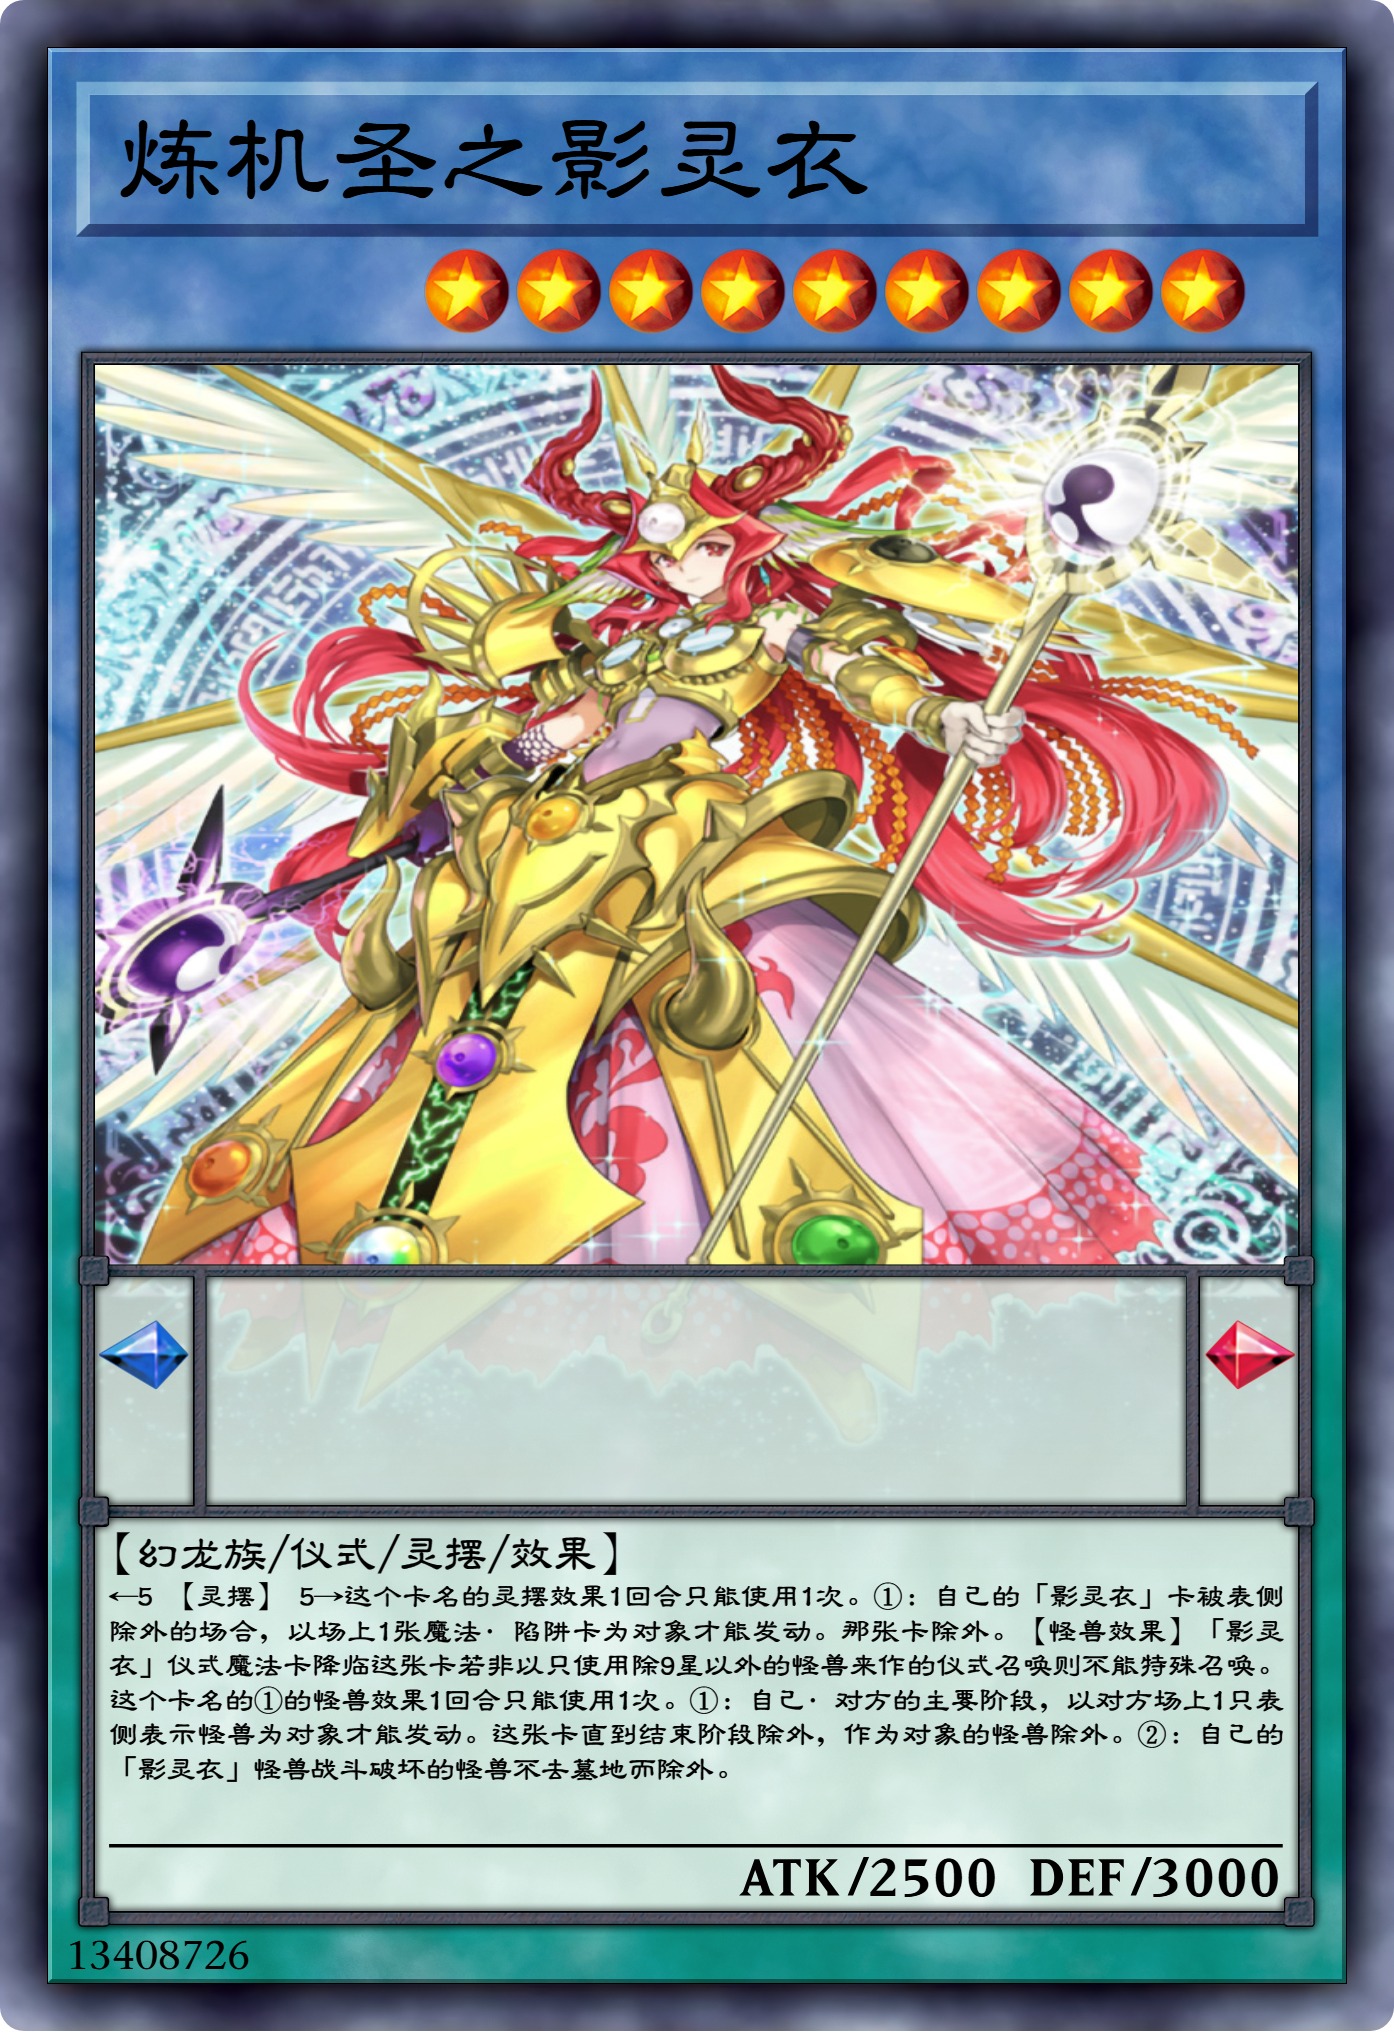 炼机圣之影灵衣
【幻龙族/仪式/灵摆/效果】
←5 【灵摆】 5→这个卡名的灵摆效果1回合只能使用1次。①：自己的「影灵衣」卡被表侧
除外的场合，以场上1张魔法·陷阱卡为对象才能发动。那张卡除外。【怪兽效果】「影灵
衣」仪式魔法卡降临这张卡若非以只使用除9星以外的怪兽来作的仪式召唤则不能特殊召唤。
这个卡名的①的怪兽效果1回合只能使用1次。①：自己·对方的主要阶段，以对方场上1只表
侧表示怪兽为对象才能发动。这张卡直到结束阶段除外，作为对象的怪兽除外。②：自己的
「影灵衣」怪兽战斗破坏的怪兽不去墓地而除外。
ATK/2500 DEF/3000
13408726